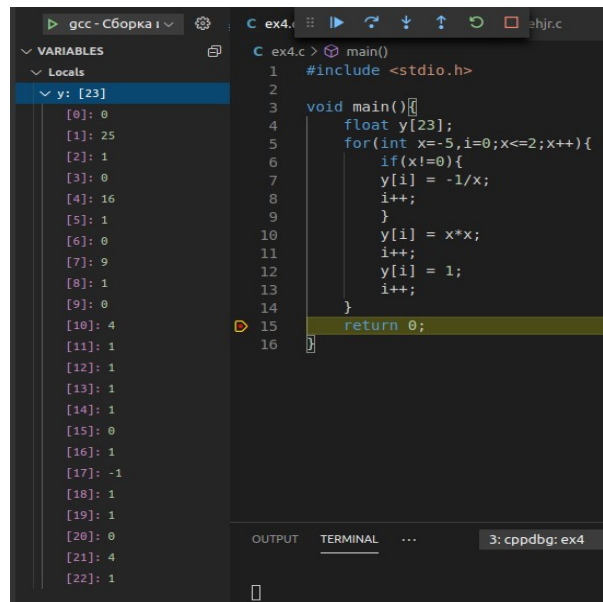 gcc - Сборка и
VARIABLES
Locals
y: [23]
[0]: 0
[1]: 25
[2]: 1
[3]: 0
[4]: 16
[5]: 1
[6]: 0
[7]: 9
[8]: 1
[9]: 0
[10]: 4
[11]: 1
[12]: 1
[13]: 1
[14]: 1
[15]: 0
[16]: 1
[17]: -1
[18]: 1
[19]: 1
[20]: 0
[21]: 4
[22]: 1
C ex4.c
ehjr.c
C ex4.c > main()
1 #include <stdio.h>
2
3 void main(){
4 float y[23];
5 for(int x=-5,i=0;x<=2;x++){
6 if(x!=0){
7 y[i] = -1/x;
8 i++;
9 }
10 y[i] = x*x;
11 i++;
12 y[i] = 1;
13 i++;
14 }
15 return 0;
16 }
OUTPUT TERMINAL ··· 3: cppdbg: ex4